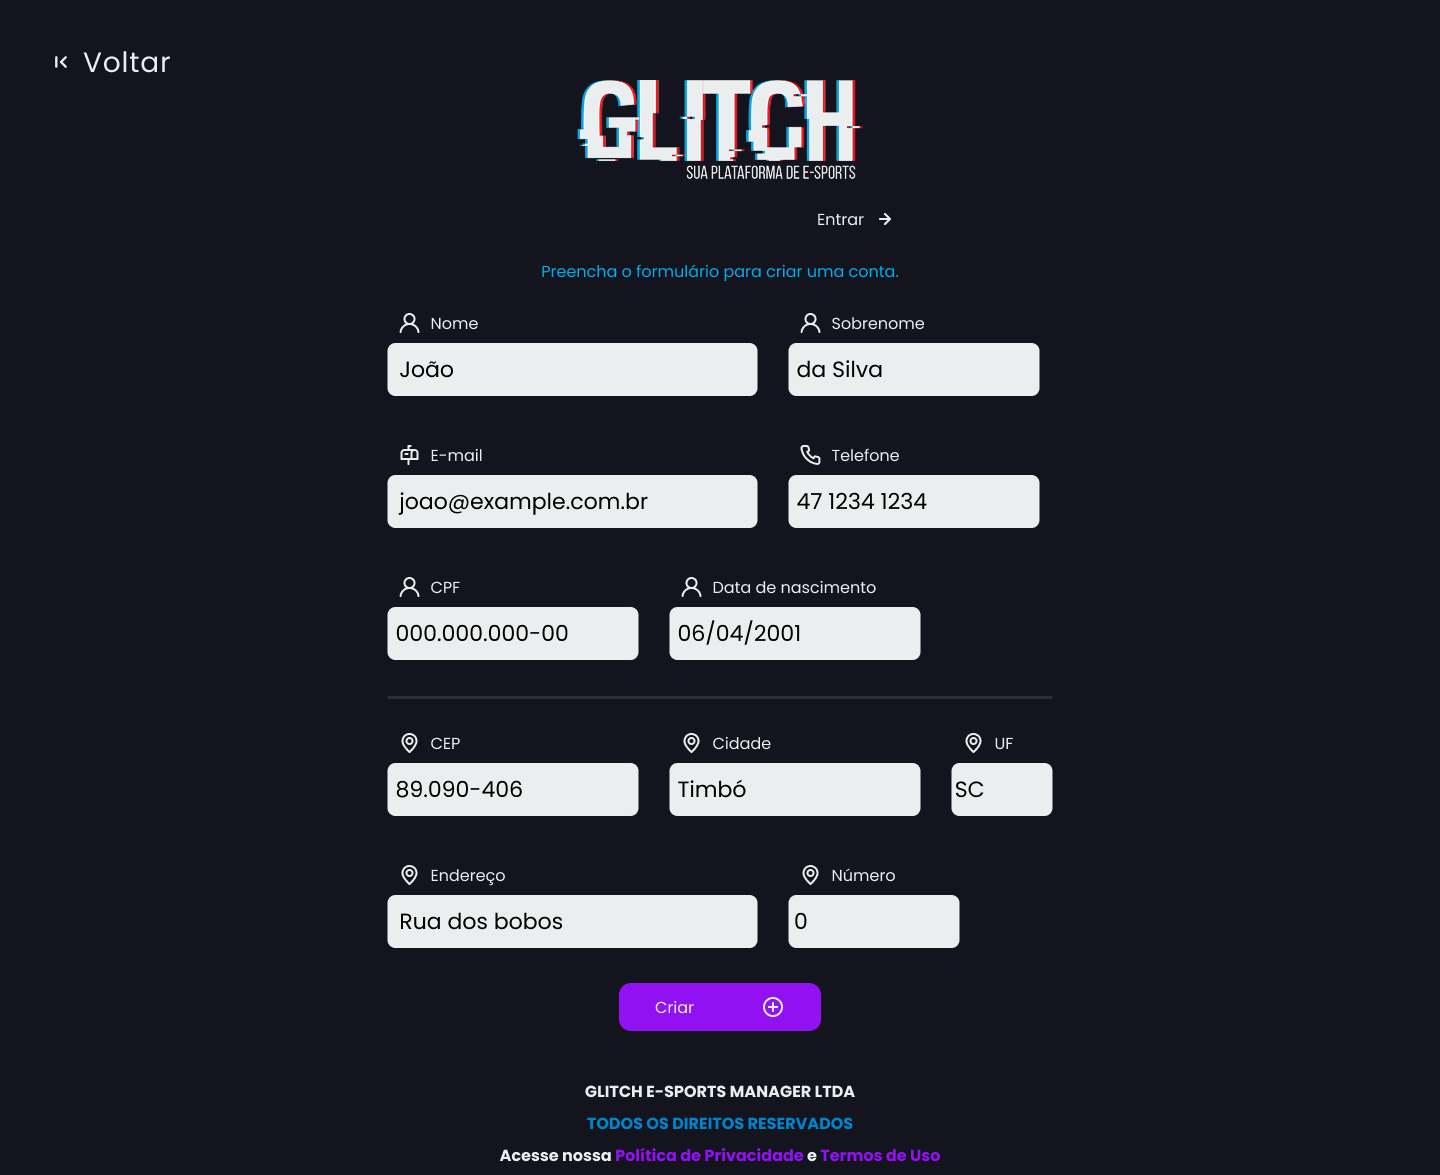 Voltar
GLITCH
SUA PLATAFORMA DE E-SPORTS
Entrar
Preencha o formulário para criar uma conta.
Nome
Sobrenome
João
da Silva
E-mail
Telefone
joao@example.com.br
47 1234 1234
CPF
Data de nascimento
000.000.000-00
06/04/2001
CEP
Cidade
UF
89.090-406
Timbó
SC
Endereço
Número
Rua dos bobos
0
Criar
GLITCH E-SPORTS MANAGER LTDA
TODOS OS DIREITOS RESERVADOS
Acesse nossa Política de Privacidade e Termos de Uso